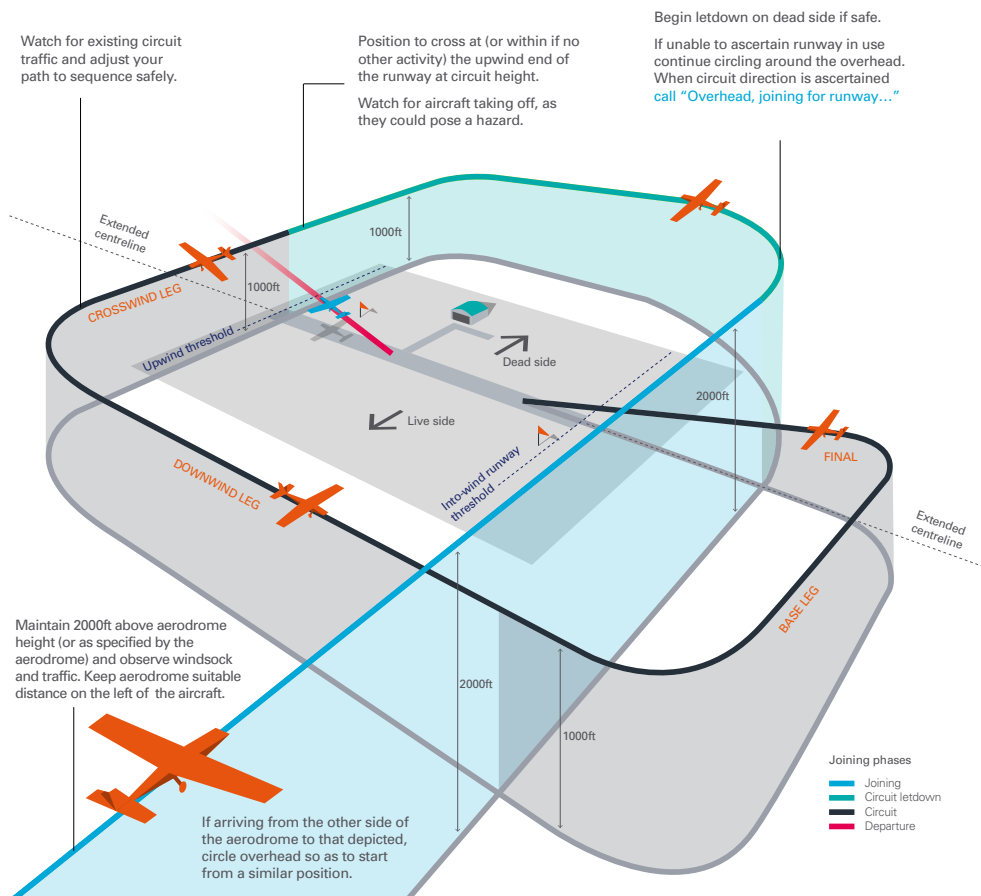 Watch for existing circuit
traffic and adjust your
path to sequence safely.
Position to cross at (or within if no
other activity) the upwind end of
the runway at circuit height.
Watch for aircraft taking off, as
they could pose a hazard.
Begin letdown on dead side if safe.
If unable to ascertain runway in use
continue circling around the overhead.
When circuit direction is ascertained
call “Overhead, joining for runway…”
Extended
centreline
1000ft
1000ft
CROSSWIND LEG
Upwind threshold
Dead side
Live side
2000ft
Into-wind runway
threshold
FINAL
DOWNWIND LEG
Extended
centreline
BASE LEG
Maintain 2000ft above aerodrome
height (or as specified by the
aerodrome) and observe windsock
and traffic. Keep aerodrome suitable
distance on the left of the aircraft.
2000ft
1000ft
If arriving from the other side of
the aerodrome to that depicted,
circle overhead so as to start
from a similar position.
Joining phases
Joining
Circuit letdown
Circuit
Departure